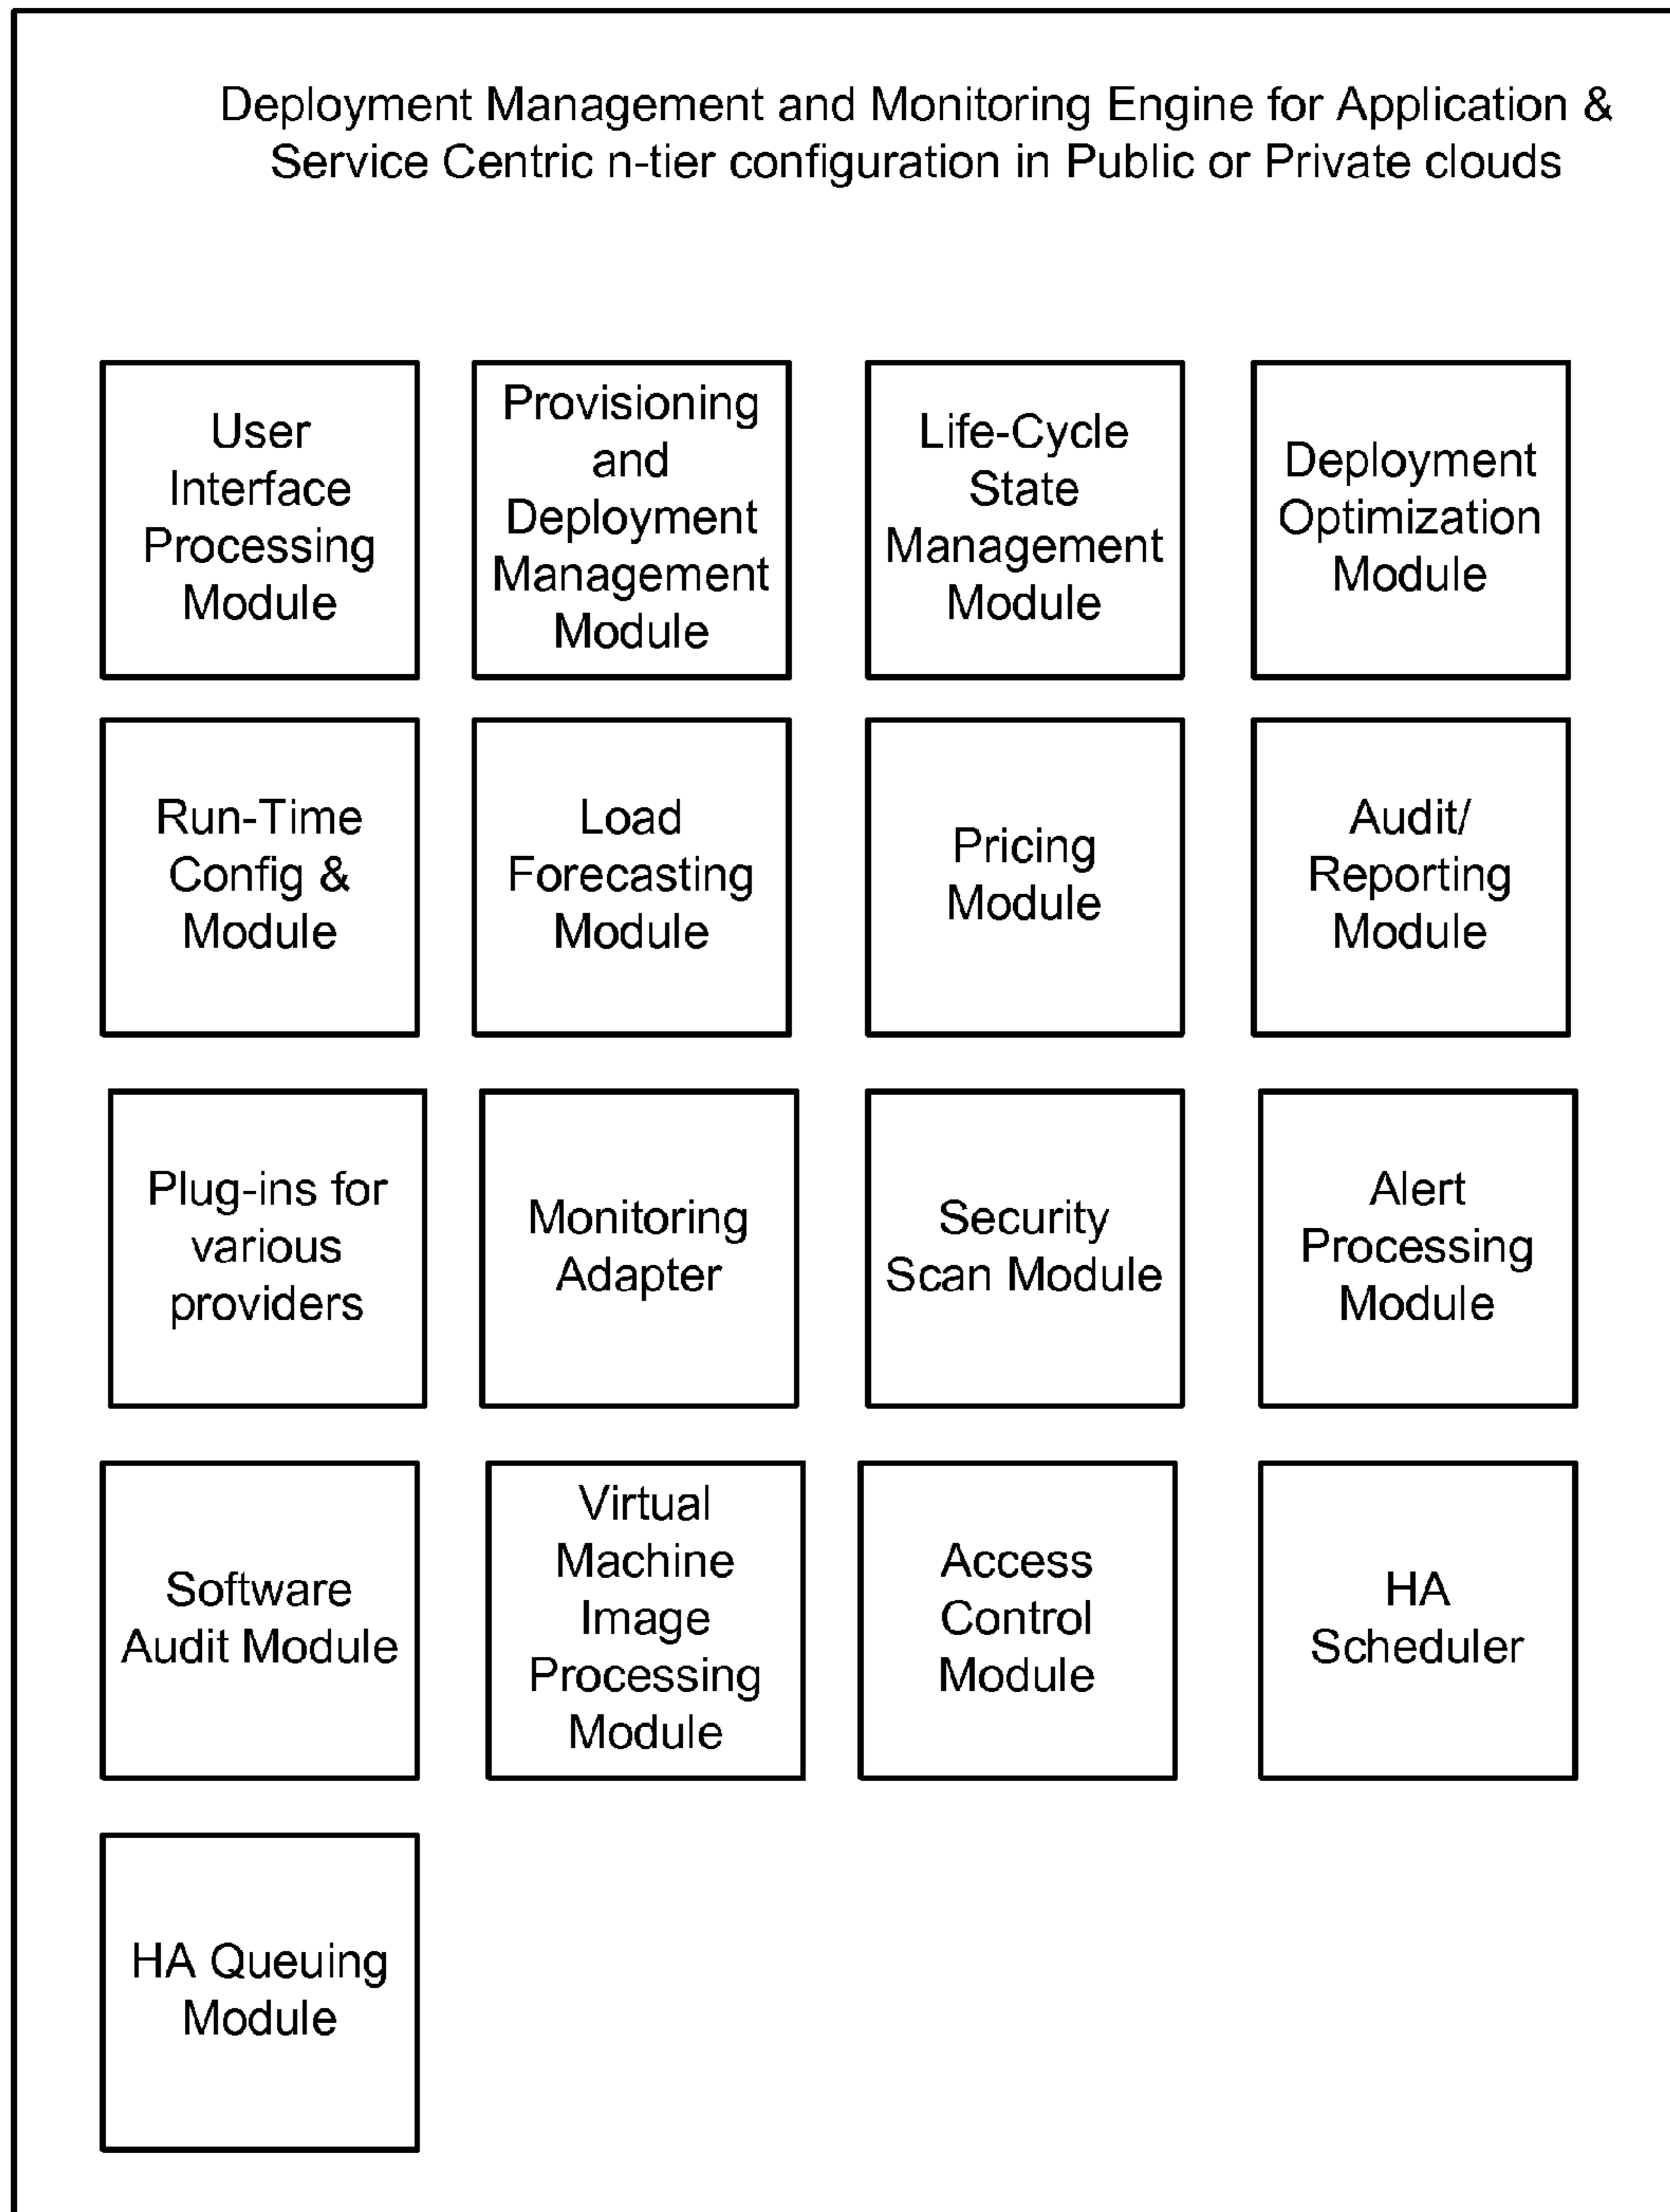 Deployment Management and Monitoring Engine for Application &
Service Centric n-tier configuration in Public or Private clouds
User
Interface
Processing
Module
Provisioning
and
Deployment
Management
Module
Life-Cycle
State
Management
Module
Deployment
Optimization
Module
Run-Time
Config &
Module
Load
Forecasting
Module
Pricing
Module
Audit/
Reporting
Module
Plug-ins for
various
providers
Monitoring
Adapter
Security
Scan Module
Alert
Processing
Module
Software
Audit Module
Virtual
Machine
Image
Processing
Module
Access
Control
Module
HA
Scheduler
HA Queuing
Module